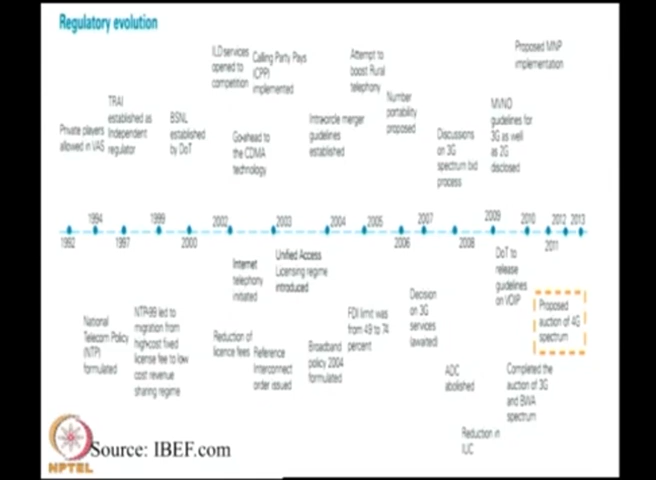 Regulatory evolution
ILD services
opened to
competition
Calling Party Pays
(CPP)
implemented
Attempt to
boost Rural
telephony
Proposed MNP
implementation
Private players
allowed in VAS
TRAI
established as
Independent
regulator
BSNL
established
by DoT
Go-ahead to
the CDMA
technology
Intra-circle merger
guidelines
established
Number
portability
proposed
Discussions
on 3G
spectrum bid
process
MVNO
guidelines for
3G as well
as 2G
disclosed
1994 1999 2002 2003 2004 2005 2007 2009 2010 2012 2013
1992 1997 2000 2006 2008 2011
National
Telecom Policy
(NTP)
formulated
NTP-99 led to
migration from
high-cost fixed
license fee to low
cost revenue
sharing regime
Internet
telephony
initiated
Unified Access
Licensing regime
introduced
Reduction of
licence fees
Reference
Interconnect
order issued
Broadband
policy 2004
formulated
FDI limit was
from 49 to 74
percent
Decision
on 3G
services
(awaited)
ADC
abolished
Reduction in
IUC
DoT to
release
guidelines
on VOIP
Completed the
auction of 3G
and BWA
spectrum
Proposed
auction of 4G
spectrum
Source: IBEF.com
NPTEL